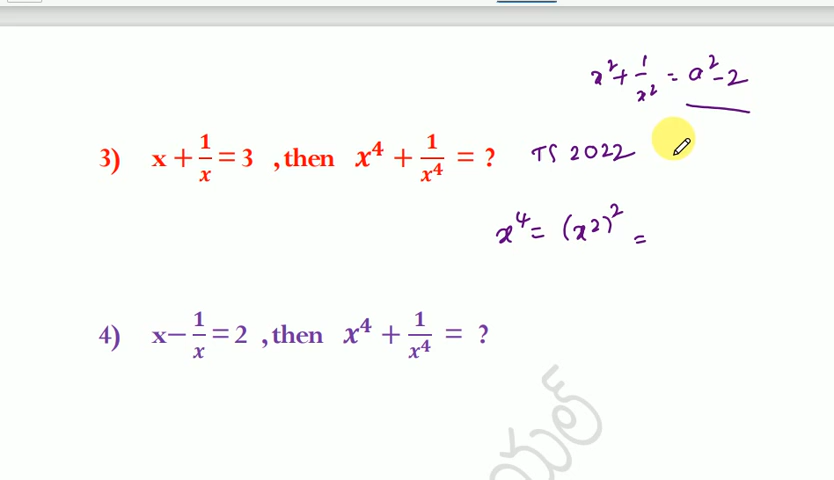 x² + 1/x² = a² - 2
3) x + 1/x = 3 , then x⁴ + 1/x⁴ = ? TS 2022
x⁴ = (x²)² =
4) x − 1/x = 2 , then x⁴ + 1/x⁴ = ?